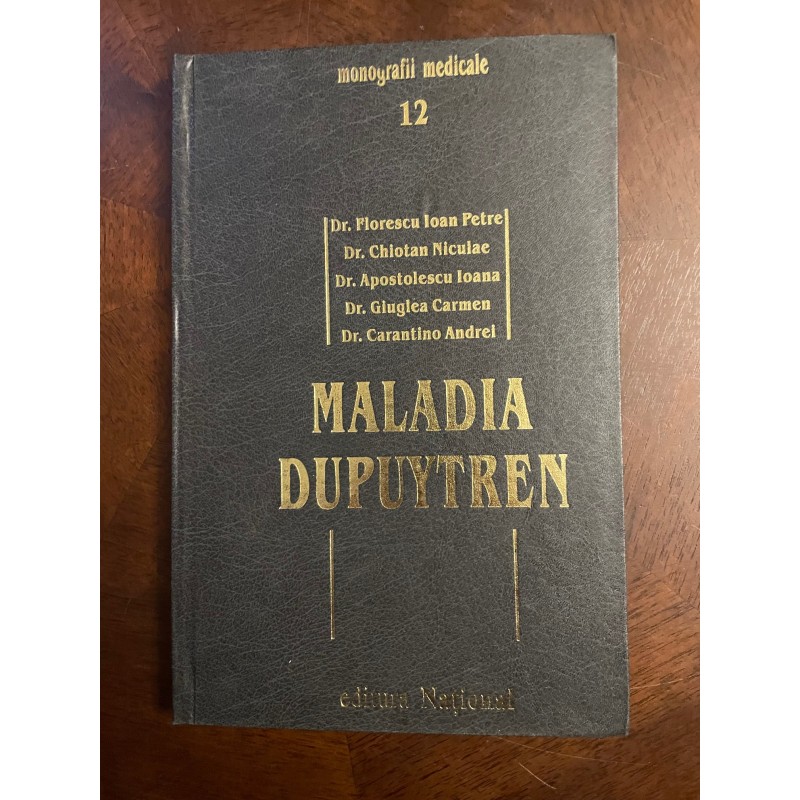 monografii medicale
12
Dr. Florescu Ioan Petre
Dr. Chiotan Niculae
Dr. Apostolescu Ioana
Dr. Giuglea Carmen
Dr. Carantino Andrei
MALADIA
DUPUYTREN
editura Național